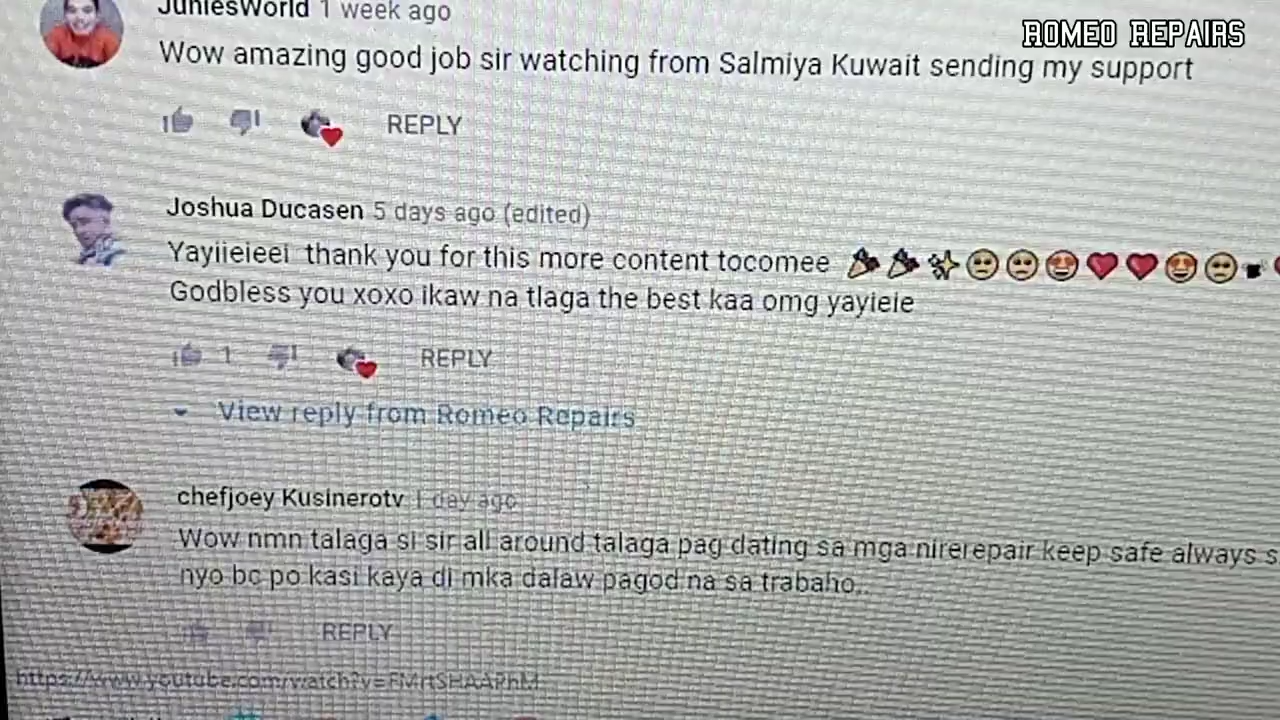 ROMEO REPAIRS
JuniesWorld 1 week ago
Wow amazing good job sir watching from Salmiya Kuwait sending my support
REPLY
Joshua Ducasen 5 days ago (edited)
Yayiieieei thank you for this more content tocomee 🎉🎉✨🥺🥺😍❤️❤️😍🥺
Godbless you xoxo ikaw na tlaga the best kaa omg yayieie
1 REPLY
View reply from Romeo Repairs
chefjoey Kusinerotv 1 day ago
Wow nmn talaga si sir all around talaga pag dating sa mga nirerepair keep safe always s
nyo bc po kasi kaya di mka dalaw pagod na sa trabaho..
REPLY